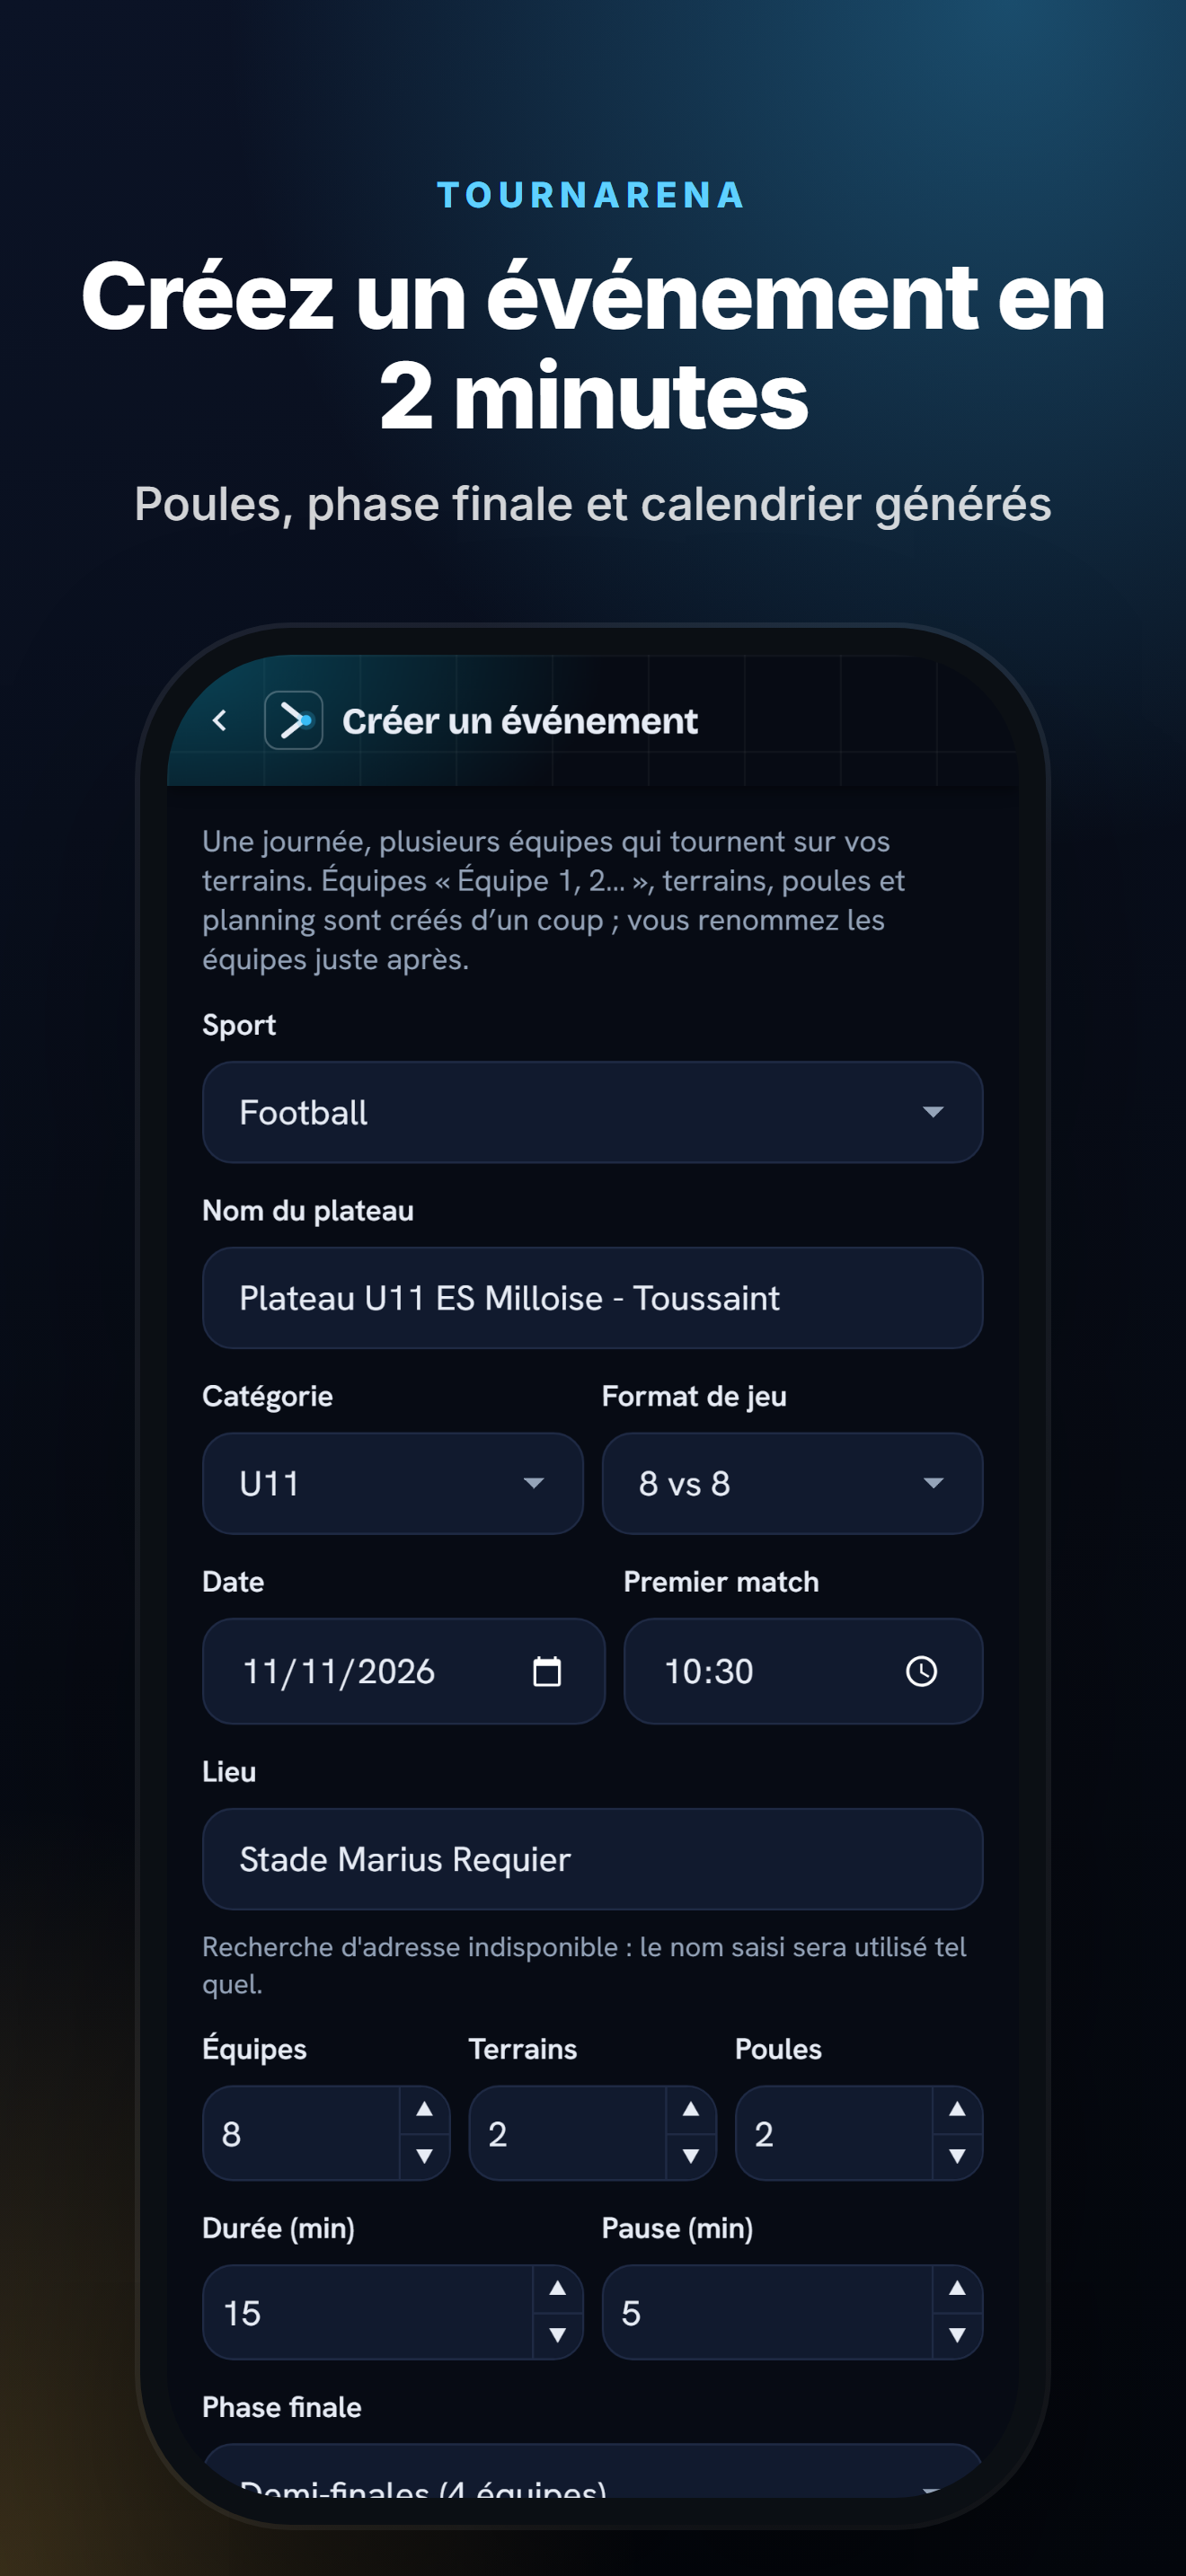 TOURNARENA
Créez un événement en
2 minutes
Poules, phase finale et calendrier générés
Créer un événement
Une journée, plusieurs équipes qui tournent sur vos
terrains. Équipes « Équipe 1, 2... », terrains, poules et
planning sont créés d’un coup ; vous renommez les
équipes juste après.
Sport
Football
Nom du plateau
Plateau U11 ES Milloise - Toussaint
Catégorie
Format de jeu
U11
8 vs 8
Date
Premier match
11/11/2026
10:30
Lieu
Stade Marius Requier
Recherche d'adresse indisponible : le nom saisi sera utilisé tel
quel.
Équipes
Terrains
Poules
8
2
2
Durée (min)
Pause (min)
15
5
Phase finale
Demi-finales (4 équipes)